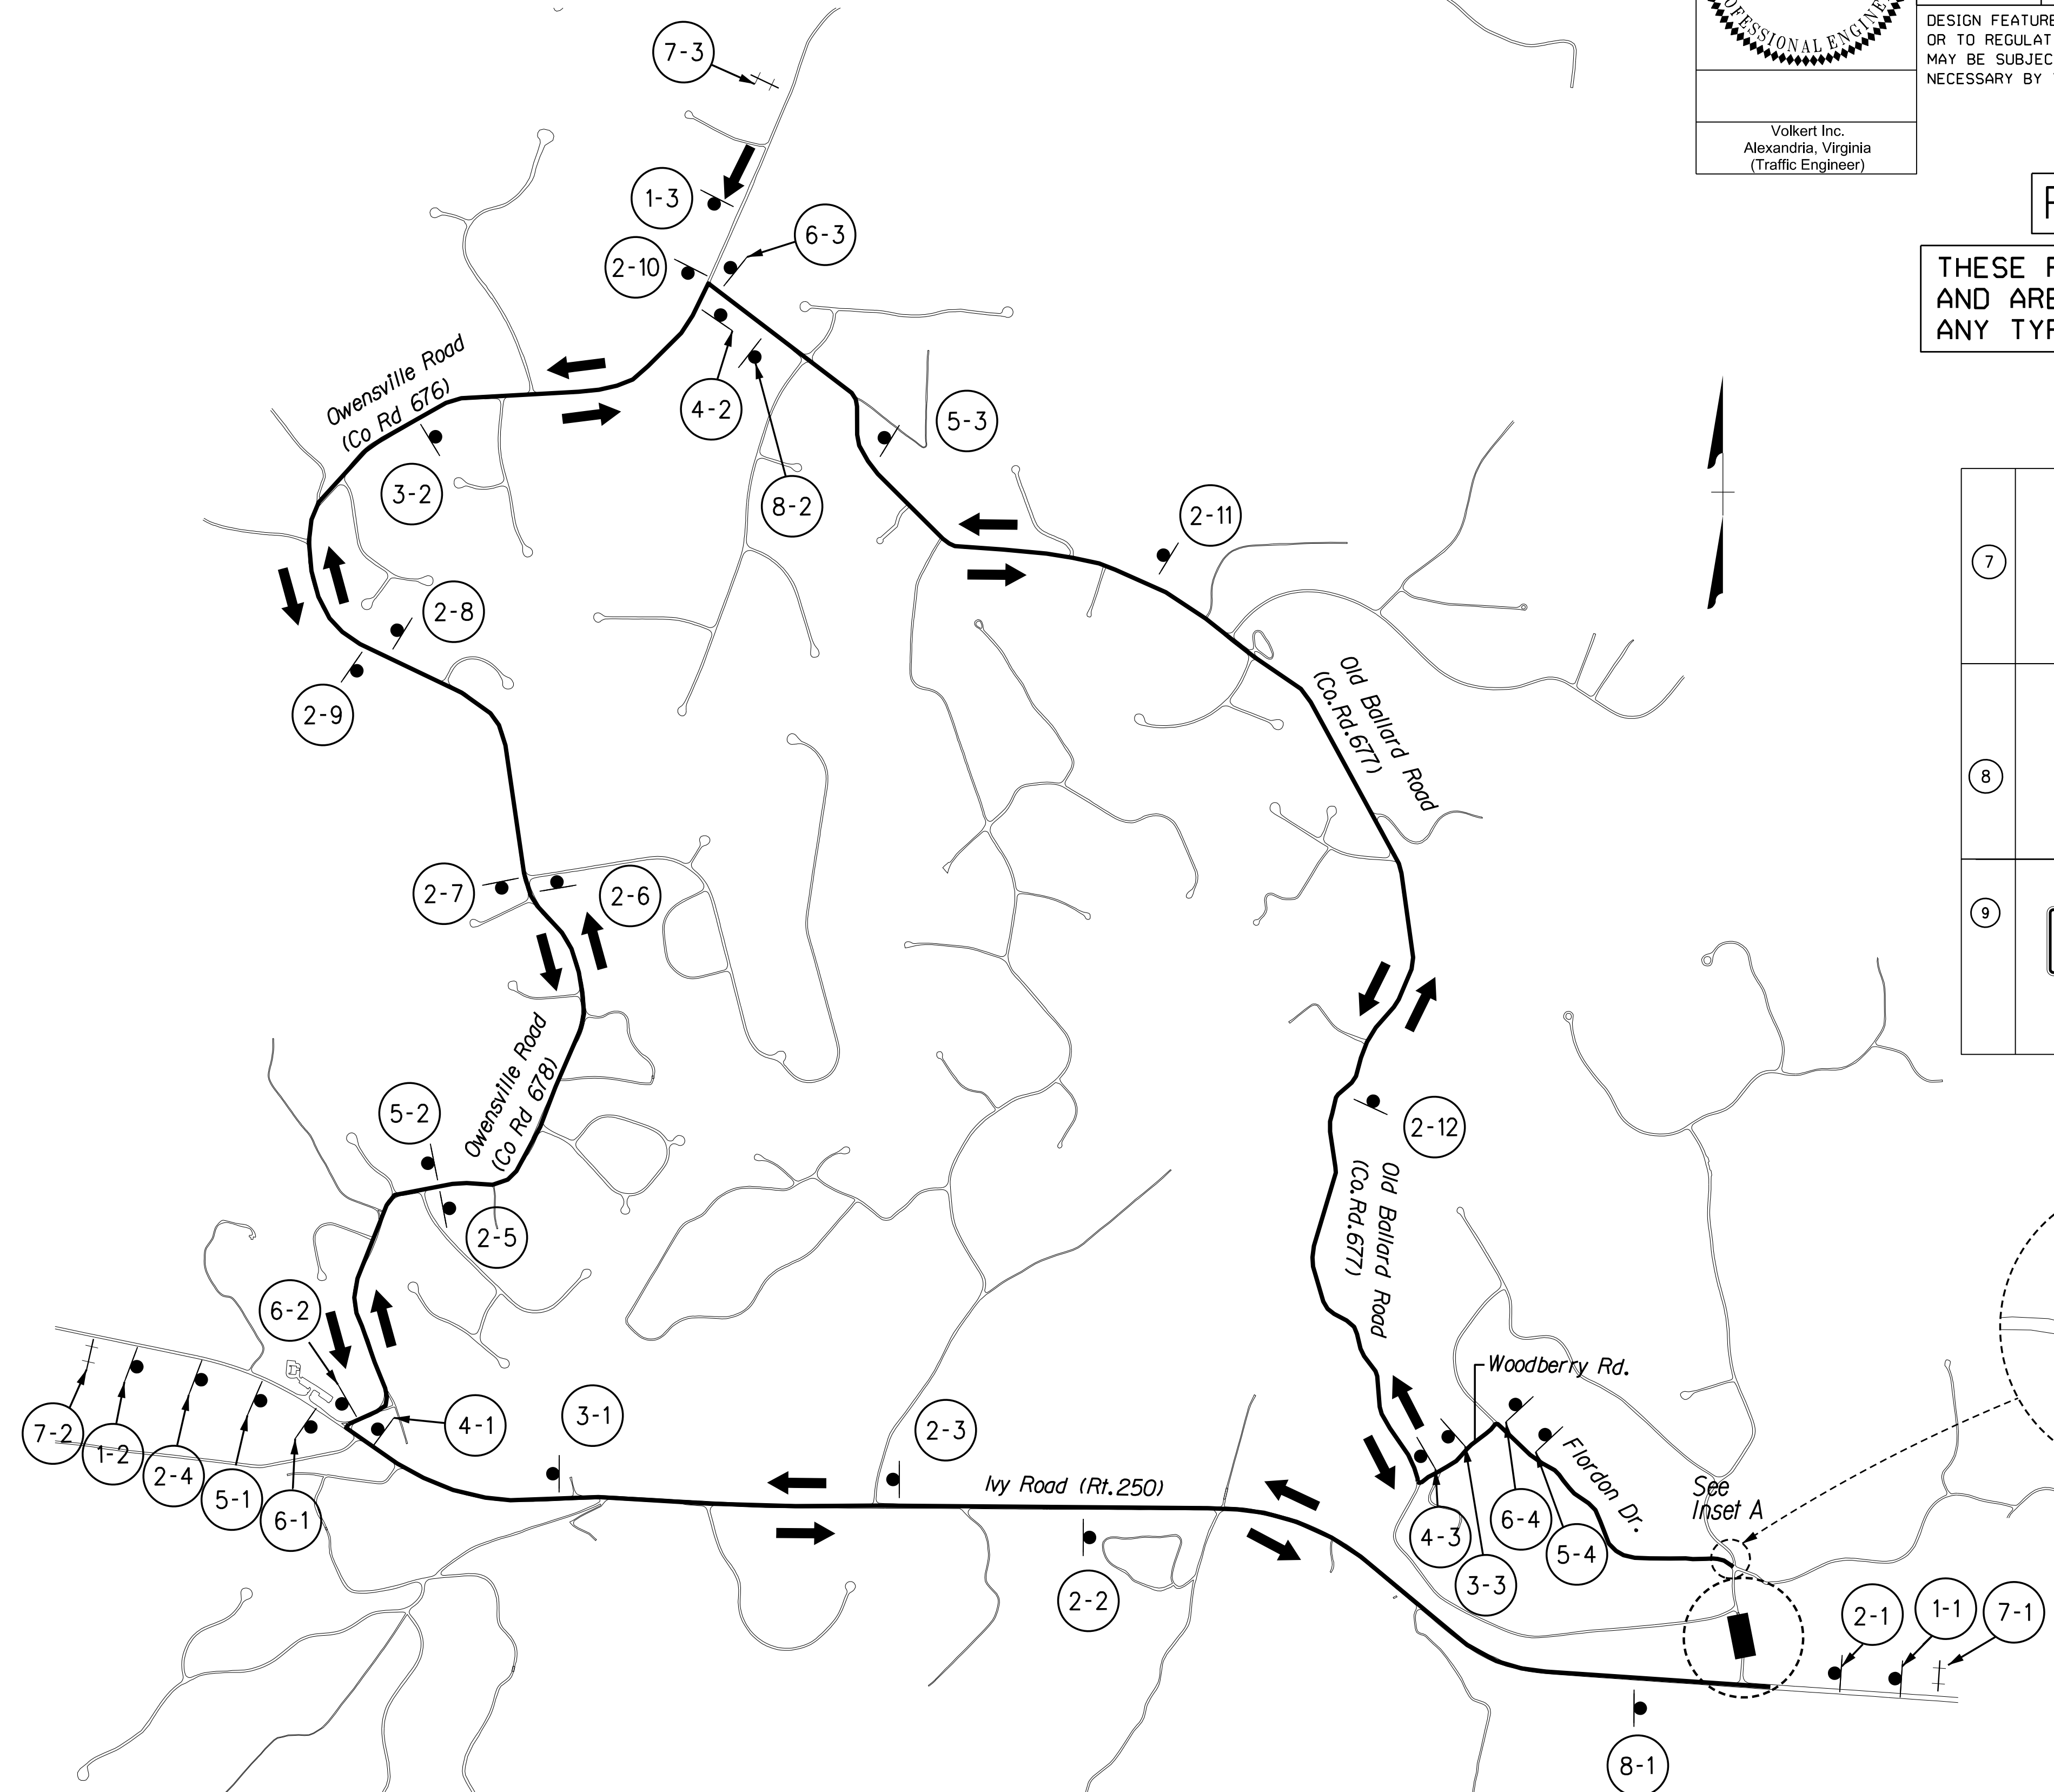 OFESSIONAL ENGINE
DESIGN FEATURE
OR TO REGULAT
MAY BE SUBJEC
NECESSARY BY
Volkert Inc.
Alexandria, Virginia
(Traffic Engineer)
THESE
AND ARE
ANY TYP
7-3
1-3
6-3
2-10
Owensville Road
(Co Rd 676)
4-2
5-3
3-2
8-2
2-11
7
2-8
2-9
Old Ballard Road
(Co.Rd.677)
8
2-7
2-6
9
Owensville Road
(Co Rd 678)
5-2
2-12
2-5
Old Ballard Road
(Co.Rd.677)
6-2
Woodberry Rd.
7-2
1-2
2-4
5-1
6-1
4-1
3-1
2-3
Ivy Road (Rt.250)
Flordon Dr.
See
Inset A
4-3
6-4
5-4
3-3
2-2
2-1
1-1
7-1
8-1